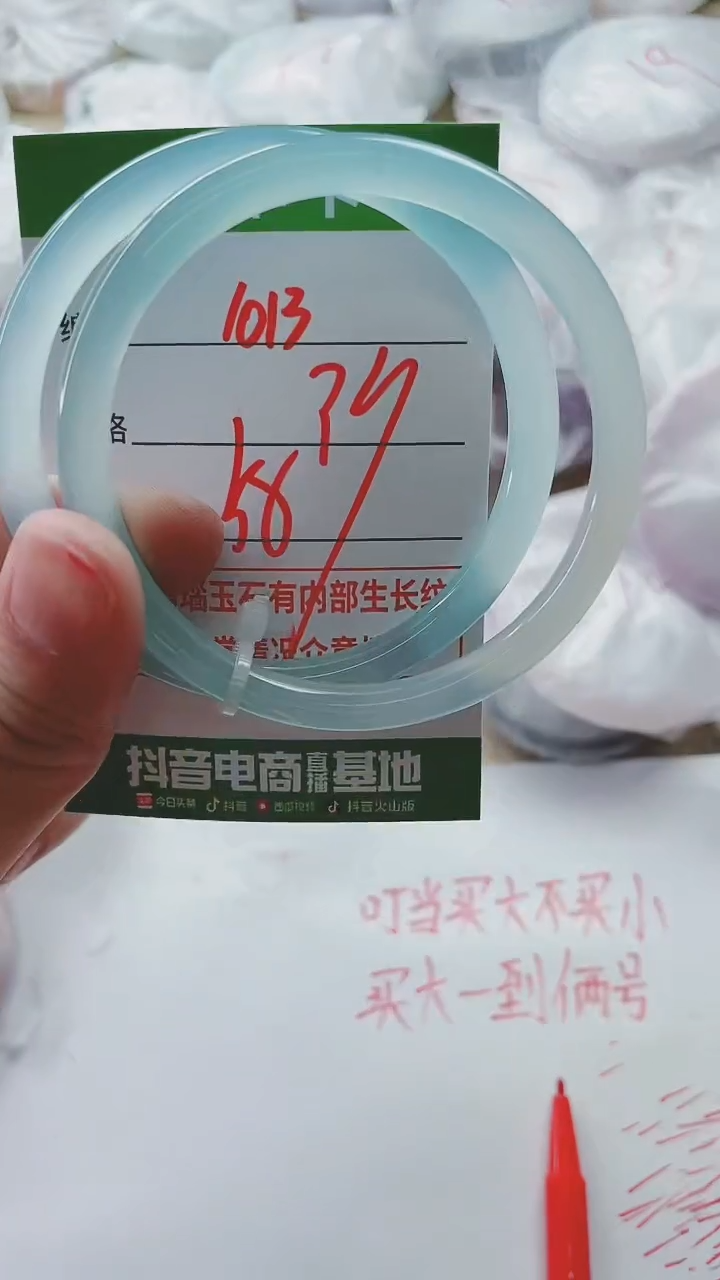 1013
格
58
玉石有内部生长纹
抖音电商直播基地
今日头条 抖音 西瓜视频 抖音火山版
叮当买大不买小
买大一到俩号